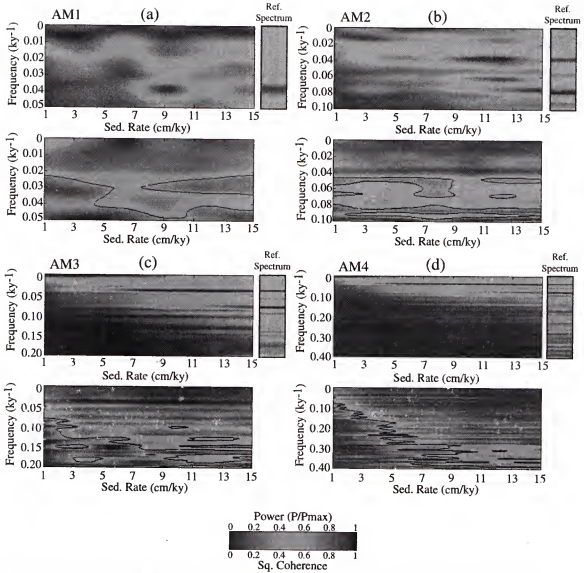 AM1 (a) Ref. Spectrum
Frequency (ky-1)
0
0.01
0.02
0.03
0.04
0.05
1 3 5 7 9 11 13 15
Sed. Rate (cm/ky)
Frequency (ky-1)
0
0.01
0.02
0.03
0.04
0.05
1 3 5 7 9 11 13 15
Sed. Rate (cm/ky)
AM2 (b) Ref. Spectrum
Frequency (ky-1)
0
0.02
0.04
0.06
0.08
0.10
1 3 5 7 9 11 13 15
Sed. Rate (cm/ky)
Frequency (ky-1)
0
0.02
0.04
0.06
0.08
0.10
1 3 5 7 9 11 13 15
Sed. Rate (cm/ky)
AM3 (c) Ref. Spectrum
Frequency (ky-1)
0
0.05
0.10
0.15
0.20
1 3 5 7 9 11 13 15
Sed. Rate (cm/ky)
Frequency (ky-1)
0
0.05
0.10
0.15
0.20
1 3 5 7 9 11 13 15
Sed. Rate (cm/ky)
AM4 (d) Ref. Spectrum
Frequency (ky-1)
0
0.10
0.20
0.30
0.40
1 3 5 7 9 11 13 15
Sed. Rate (cm/ky)
Frequency (ky-1)
0
0.10
0.20
0.30
0.40
1 3 5 7 9 11 13 15
Sed. Rate (cm/ky)
Power (P/Pmax)
0 0.2 0.4 0.6 0.8 1
0 0.2 0.4 0.6 0.8 1
Sq. Coherence